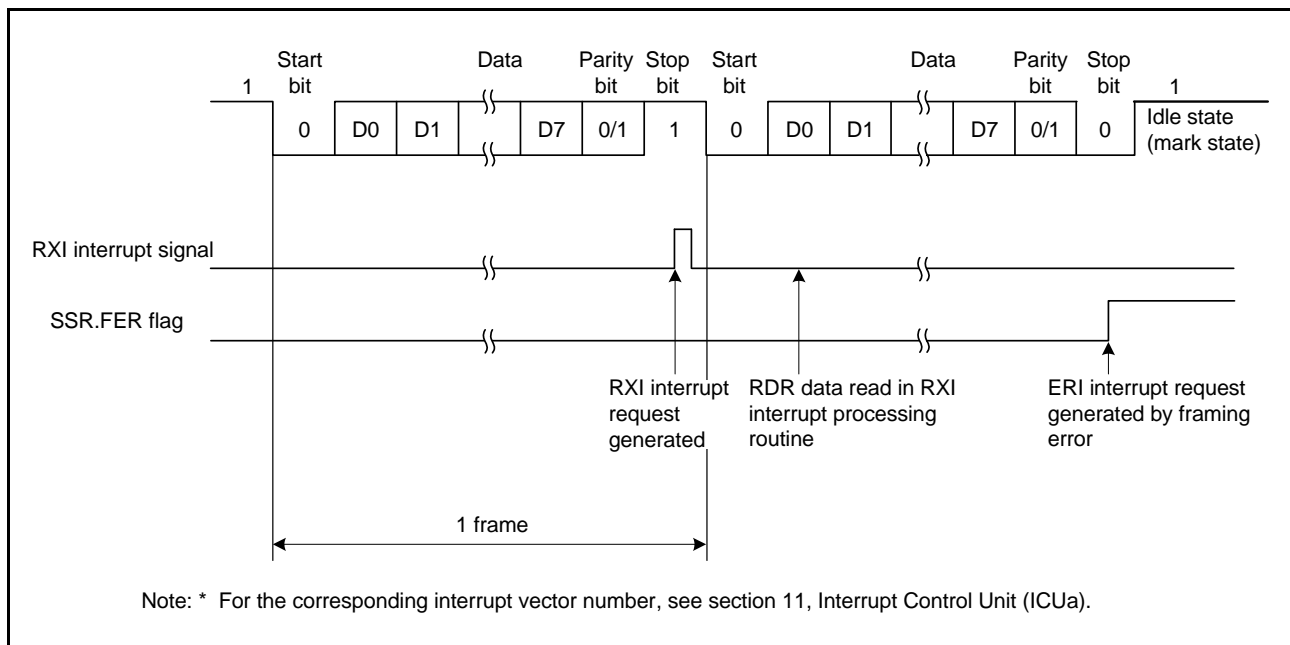 Start bit Data Parity bit Stop bit Start bit Data Parity bit Stop bit
1 1
0 D0 D1 D7 0/1 1 0 D0 D1 D7 0/1 0
Idle state
(mark state)
RXI interrupt signal
SSR.FER flag
RXI interrupt
request
generated
RDR data read in RXI
interrupt processing
routine
ERI interrupt request
generated by framing
error
1 frame
Note: * For the corresponding interrupt vector number, see section 11, Interrupt Control Unit (ICUa).